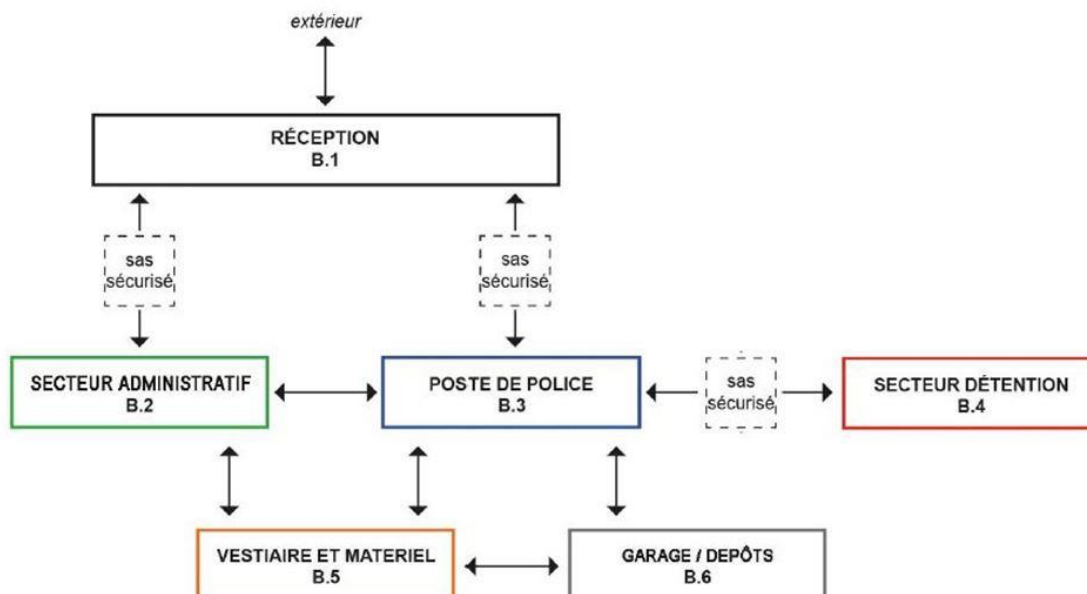 extérieur
RÉCEPTION
B.1
sas
sécurisé
sas
sécurisé
SECTEUR ADMINISTRATIF
B.2
POSTE DE POLICE
B.3
sas
sécurisé
SECTEUR DÉTENTION
B.4
VESTIAIRE ET MATERIEL
B.5
GARAGE / DEPÔTS
B.6